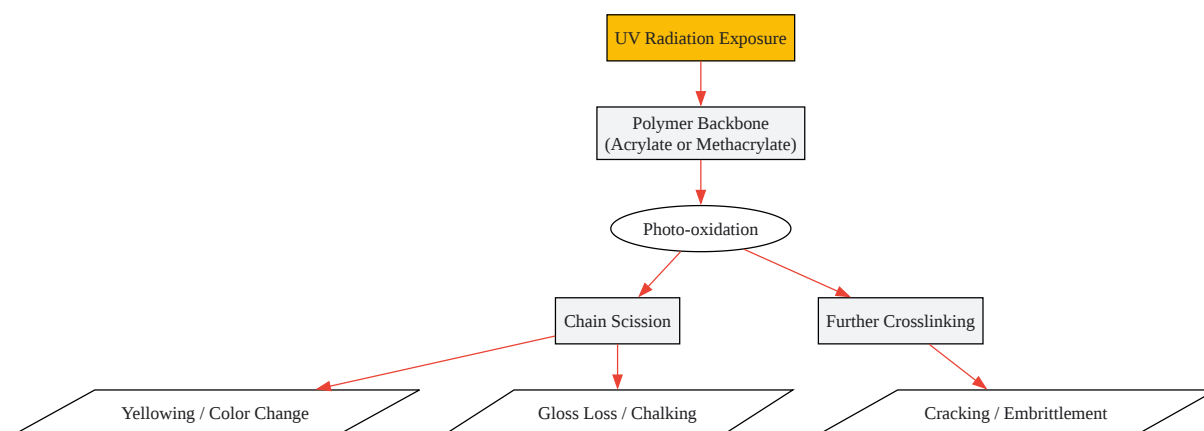 UV Radiation Exposure
Polymer Backbone
(Acrylate or Methacrylate)
Photo-oxidation
Chain Scission
Further Crosslinking
Yellowing / Color Change
Gloss Loss / Chalking
Cracking / Embrittlement